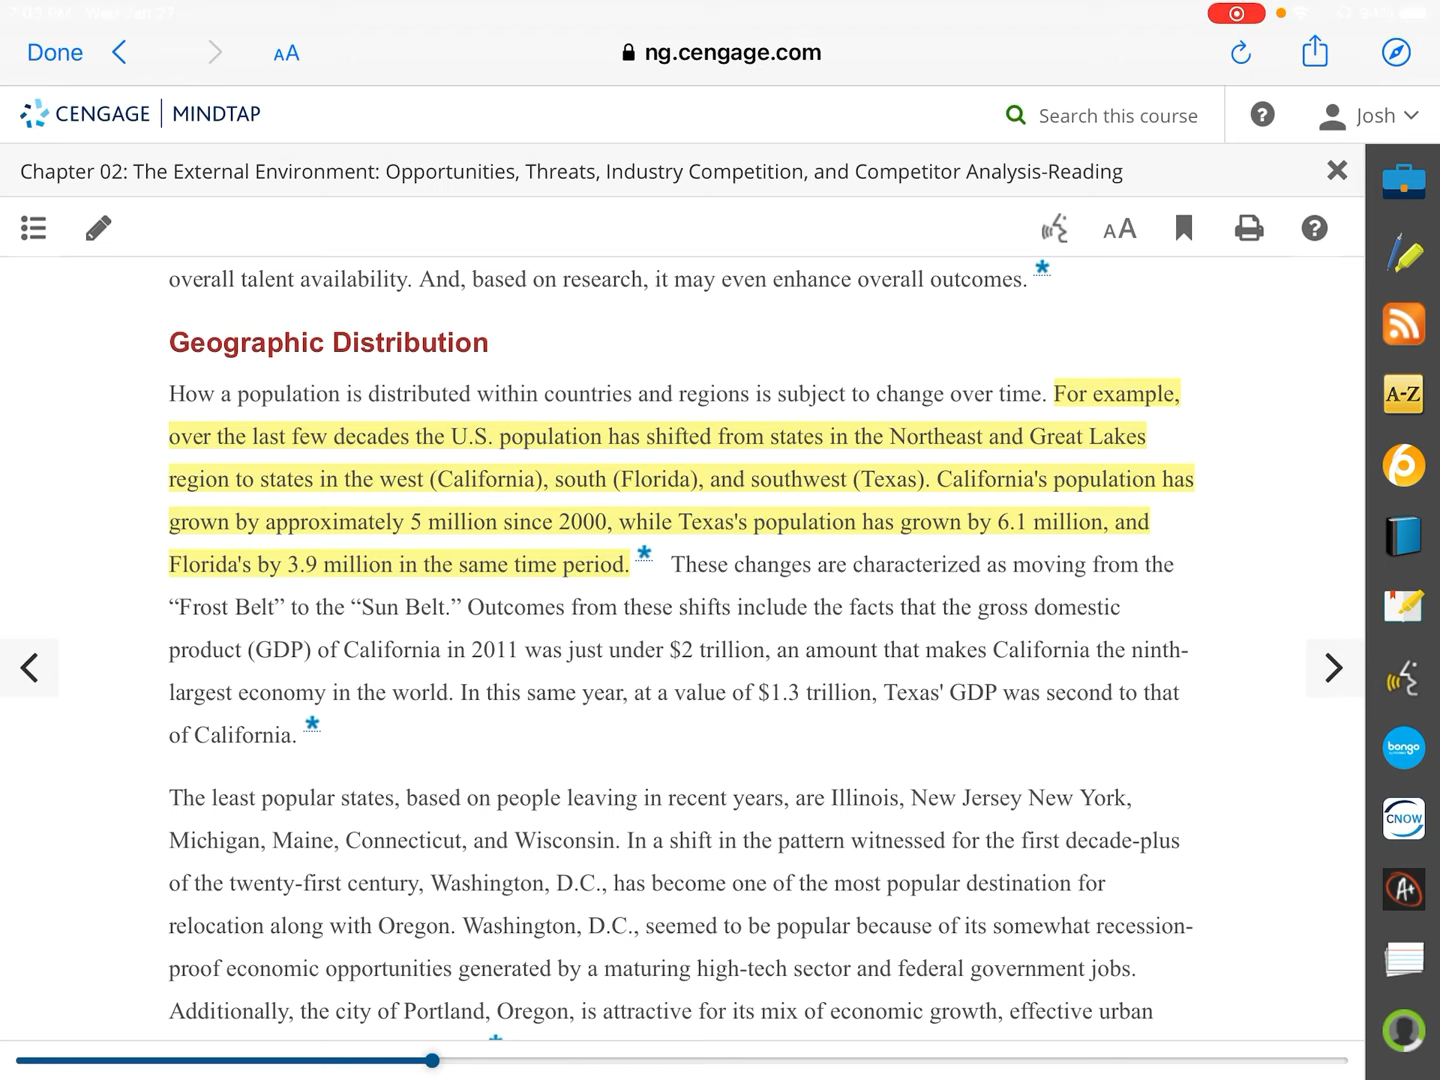 Done
AA
ng.cengage.com
CENGAGE | MINDTAP
Search this course
Josh
Chapter 02: The External Environment: Opportunities, Threats, Industry Competition, and Competitor Analysis-Reading
AA
overall talent availability. And, based on research, it may even enhance overall outcomes. *
Geographic Distribution
How a population is distributed within countries and regions is subject to change over time. For example,
over the last few decades the U.S. population has shifted from states in the Northeast and Great Lakes
region to states in the west (California), south (Florida), and southwest (Texas). California's population has
grown by approximately 5 million since 2000, while Texas's population has grown by 6.1 million, and
Florida's by 3.9 million in the same time period. * These changes are characterized as moving from the
“Frost Belt” to the “Sun Belt.” Outcomes from these shifts include the facts that the gross domestic
product (GDP) of California in 2011 was just under $2 trillion, an amount that makes California the ninth-
largest economy in the world. In this same year, at a value of $1.3 trillion, Texas' GDP was second to that
of California. *
The least popular states, based on people leaving in recent years, are Illinois, New Jersey New York,
Michigan, Maine, Connecticut, and Wisconsin. In a shift in the pattern witnessed for the first decade-plus
of the twenty-first century, Washington, D.C., has become one of the most popular destination for
relocation along with Oregon. Washington, D.C., seemed to be popular because of its somewhat recession-
proof economic opportunities generated by a maturing high-tech sector and federal government jobs.
Additionally, the city of Portland, Oregon, is attractive for its mix of economic growth, effective urban
A-Z
bongo
CNOW
A+